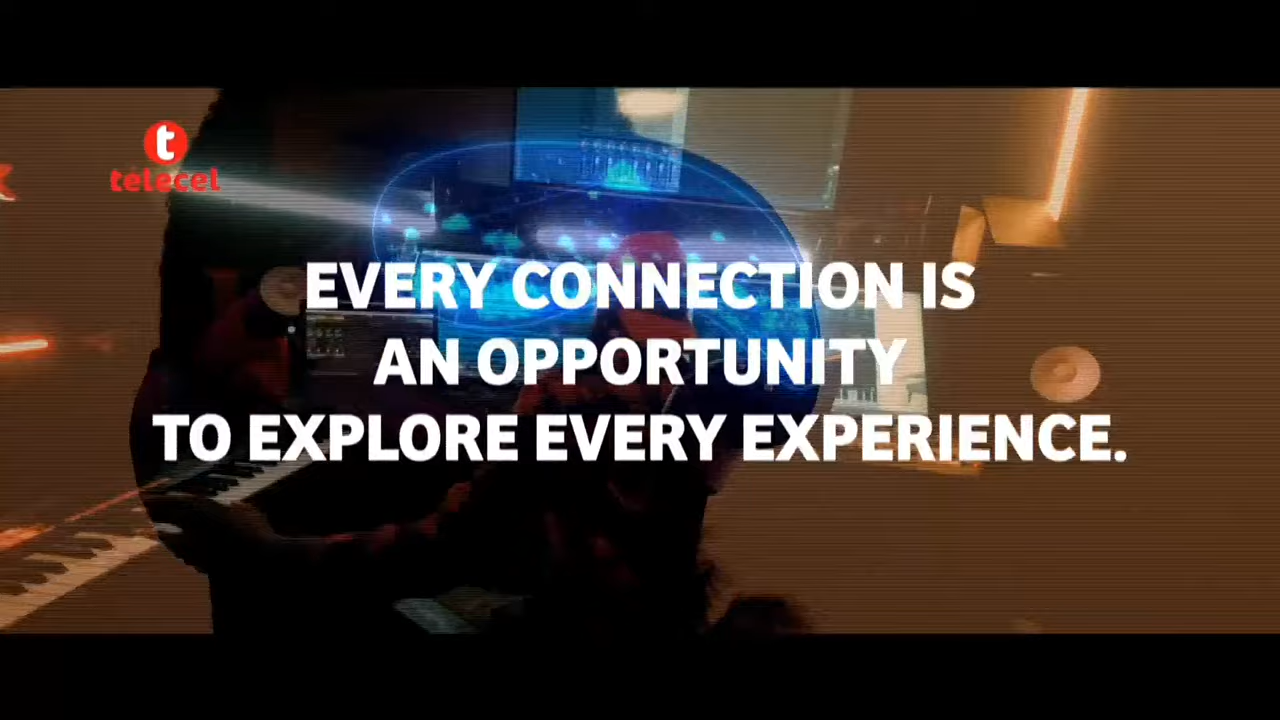 t
telecel
EVERY CONNECTION IS
AN OPPORTUNITY
TO EXPLORE EVERY EXPERIENCE.